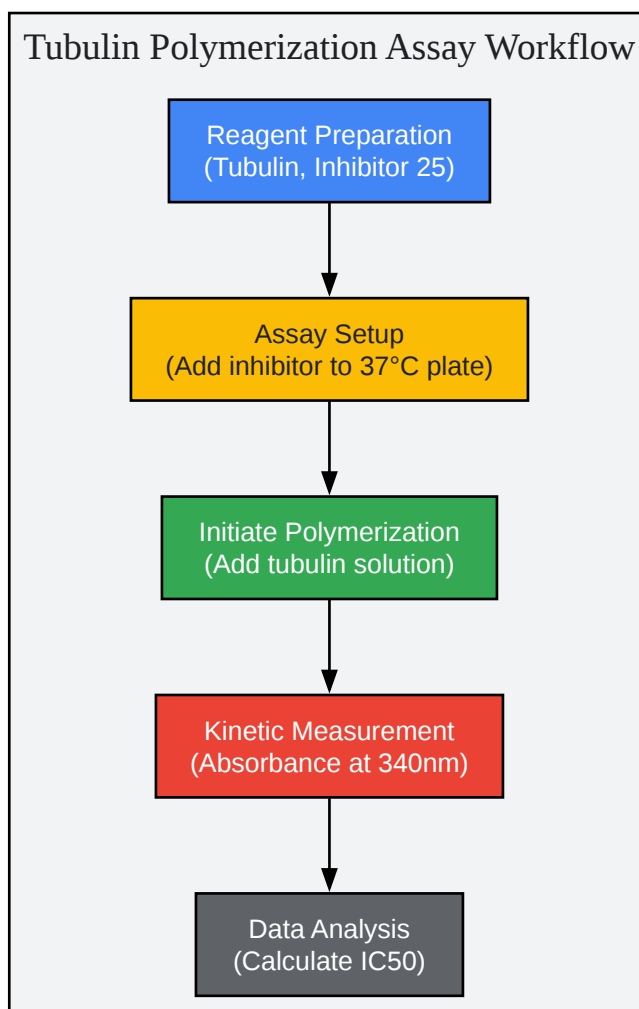 Tubulin Polymerization Assay Workflow
Reagent Preparation
(Tubulin, Inhibitor 25)
Assay Setup
(Add inhibitor to 37°C plate)
Initiate Polymerization
(Add tubulin solution)
Kinetic Measurement
(Absorbance at 340nm)
Data Analysis
(Calculate IC50)